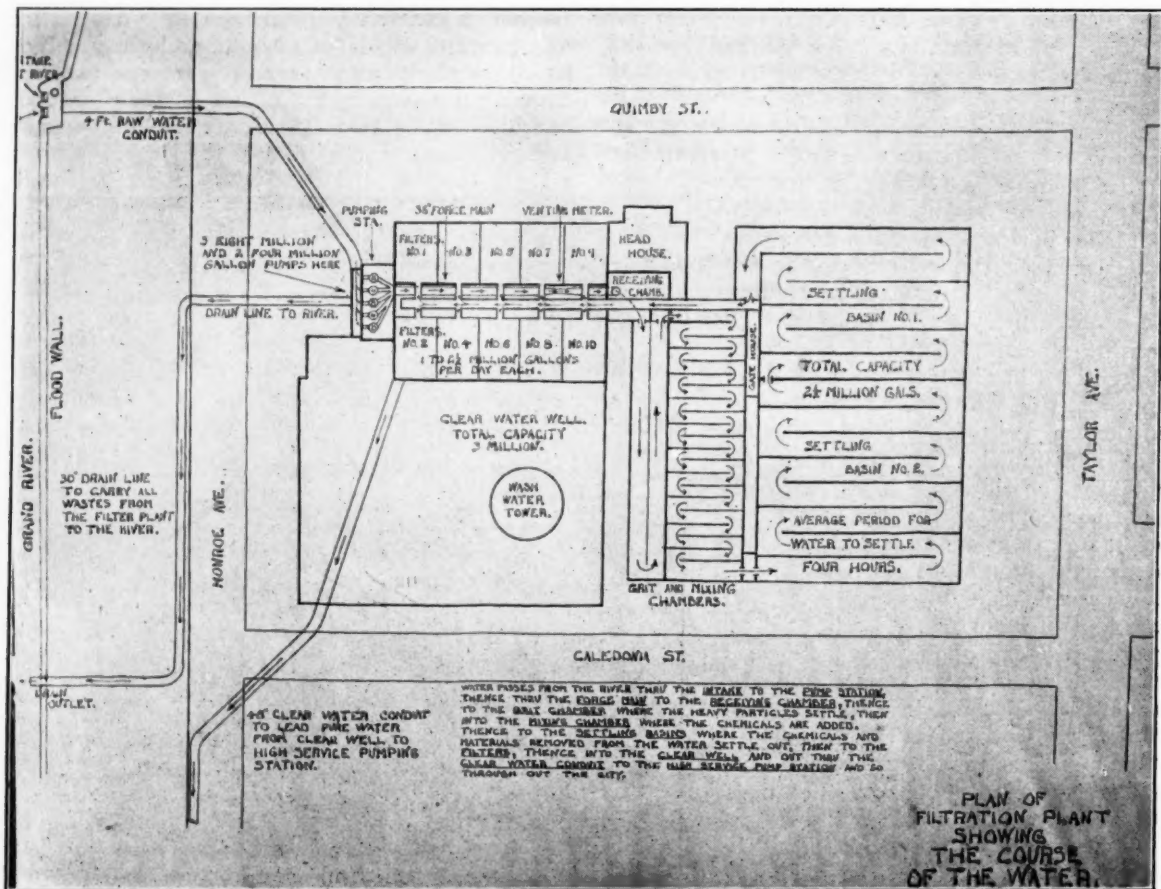 QUIMBY ST.
4 Ft. RAW WATER
CONDUIT.
PUMPING
STA.
36" FORCE MAIN
VENTURI METER.
3 EIGHT MILLION
AND 2 FOUR MILLION
GALLON PUMPS HERE
FILTERS.
NO. 1
NO. 3
NO. 5
NO. 7
NO. 9
HEAD
HOUSE.
RECEIVING
CHAMB.
DRAIN LINE TO RIVER.
FILTERS.
NO. 2
NO. 4
NO. 6
NO. 8
NO. 10
MILLION GALLONS
PER DAY EACH.
SETTLING
BASIN NO. 1.
TOTAL CAPACITY
MILLION GALS.
SETTLING
BASIN NO. 2.
AVERAGE PERIOD FOR
WATER TO SETTLE
FOUR HOURS.
GATE HOUSE.
CLEAR WATER WELL.
TOTAL CAPACITY
3 MILLION.
WASH
WATER
TOWER.
GRAND RIVER.
FLOOD WALL.
30" DRAIN LINE
TO CARRY ALL
WASTES FROM
THE FILTER PLANT
TO THE RIVER.
MONROE AVE.
TAYLOR AVE.
GRIT AND MIXING
CHAMBERS.
CALEDONIA ST.
OUTLET.
48" CLEAR WATER CONDUIT
TO LEAD PURE WATER
FROM CLEAR WELL TO
HIGH SERVICE PUMPING
STATION.
WATER PASSES FROM THE RIVER THRU THE INTAKE TO THE PUMP STATION,
THENCE THRU THE FORCE MAIN TO THE RECEIVING CHAMBER, THENCE
TO THE GRIT CHAMBER WHERE THE HEAVY PARTICLES SETTLE, THEN
INTO THE MIXING CHAMBER WHERE THE CHEMICALS ARE ADDED.
THENCE TO THE SETTLING BASINS WHERE THE CHEMICALS AND
MATERIALS REMOVED FROM THE WATER SETTLE OUT, THEN TO THE
FILTERS, THENCE INTO THE CLEAR WELL AND OUT THRU THE
CLEAR WATER CONDUIT TO THE HIGH SERVICE PUMP STATION AND SO
THROUGH OUT THE CITY.
PLAN OF
FILTRATION PLANT
SHOWING
THE COURSE
OF THE WATER.